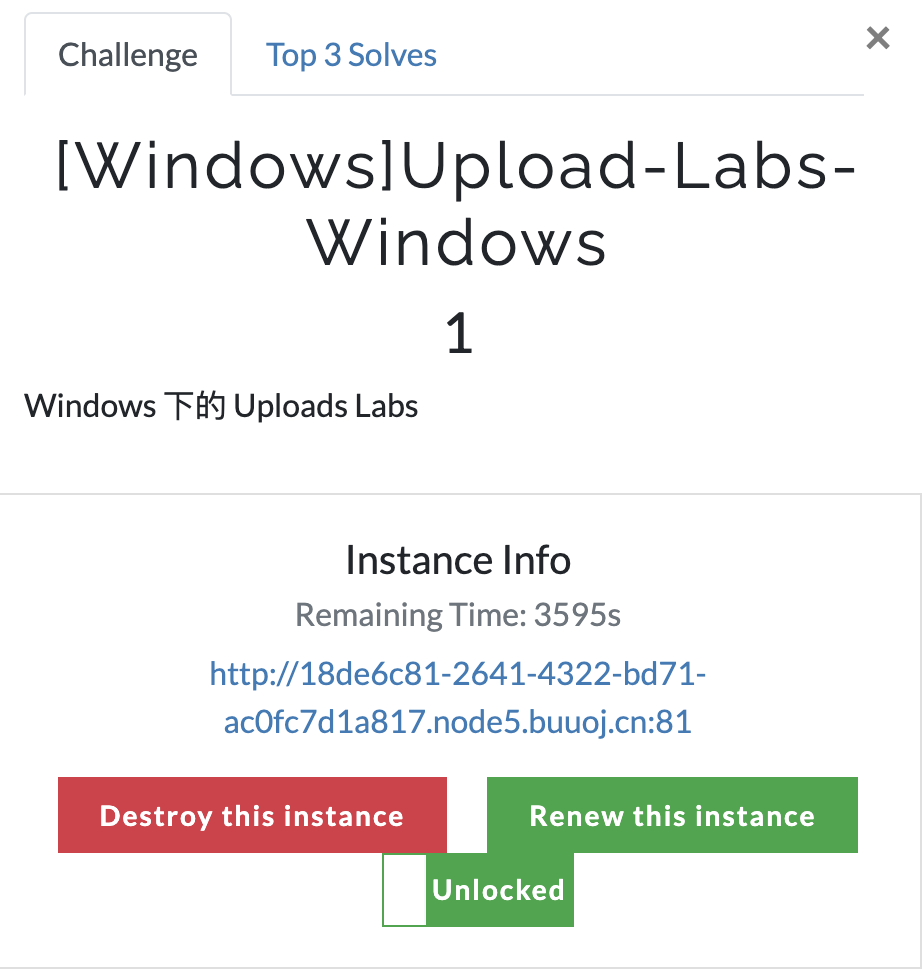 Challenge
Top 3 Solves
×
[Windows]Upload-Labs-
Windows
1
Windows 下的 Uploads Labs
Instance Info
Remaining Time: 3595s
http://18de6c81-2641-4322-bd71-
ac0fc7d1a817.node5.buuoj.cn:81
Destroy this instance
Renew this instance
Unlocked